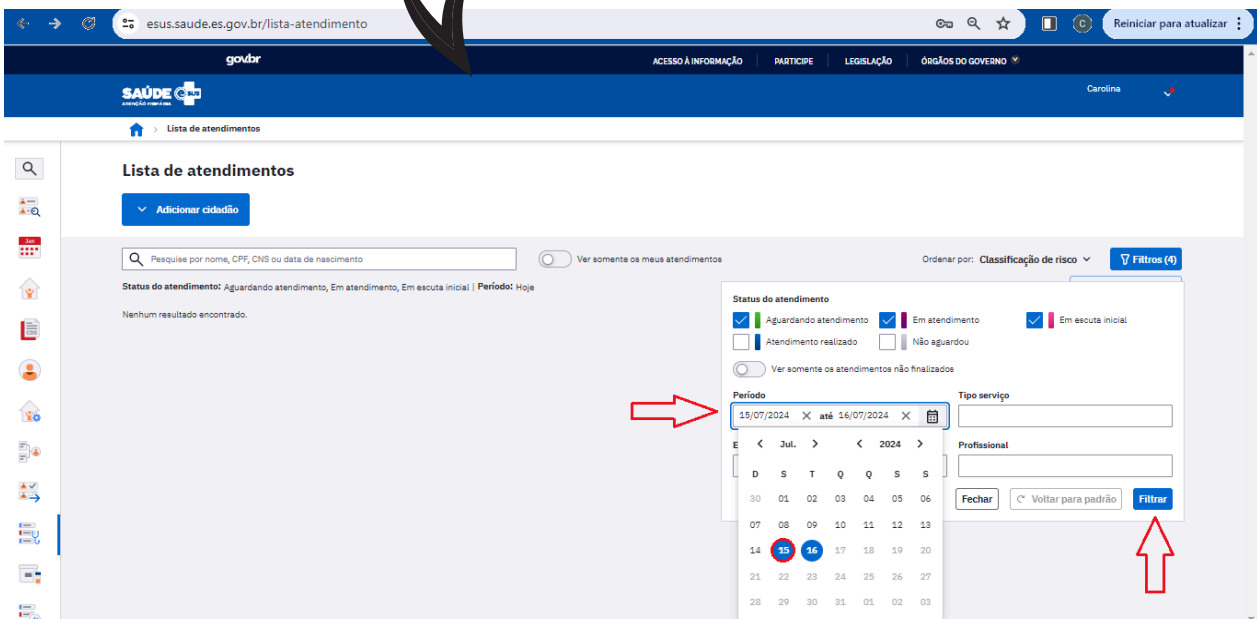 esus.saude.es.gov.br/lista-atendimento
C
Reiniciar para atualizar
gov.br
ACESSO À INFORMAÇÃO
PARTICIPE
LEGISLAÇÃO
ÓRGÃOS DO GOVERNO
SAÚDE e-SUS
ATENÇÃO PRIMÁRIA
Carolina
Lista de atendimentos
Lista de atendimentos
Adicionar cidadão
Jan
CDS
Pesquise por nome, CPF, CNS ou data de nascimento
Ver somente os meus atendimentos
Ordenar por: Classificação de risco
Filtros (4)
Status do atendimento: Aguardando atendimento, Em atendimento, Em escuta inicial | Período: Hoje
Nenhum resultado encontrado.
Status do atendimento
Aguardando atendimento
Em atendimento
Em escuta inicial
Atendimento realizado
Não aguardou
Ver somente os atendimentos não finalizados
Período
Tipo serviço
15/07/2024 até 16/07/2024
E
Profissional
Jul. 2024
D S T Q Q S S
30 01 02 03 04 05 06
07 08 09 10 11 12 13
14 15 16 17 18 19 20
21 22 23 24 25 26 27
28 29 30 31 01 02 03
Fechar
Voltar para padrão
Filtrar